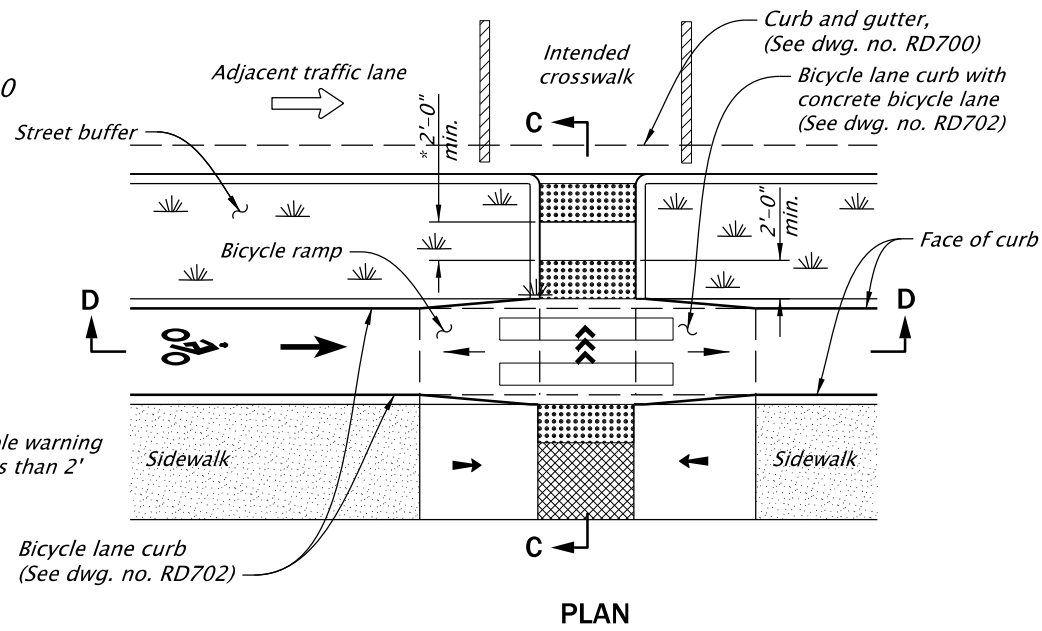 Curb and gutter,
(See dwg. no. RD700)
Intended
crosswalk
Adjacent traffic lane
Bicycle lane curb with
concrete bicycle lane
(See dwg. no. RD702)
0
Street buffer
* 2'-0"
min.
C
2'-0"
min.
Bicycle ramp
Face of curb
D
D
warning
than 2'
Sidewalk
Sidewalk
Bicycle lane curb
(See dwg. no. RD702)
C
PLAN